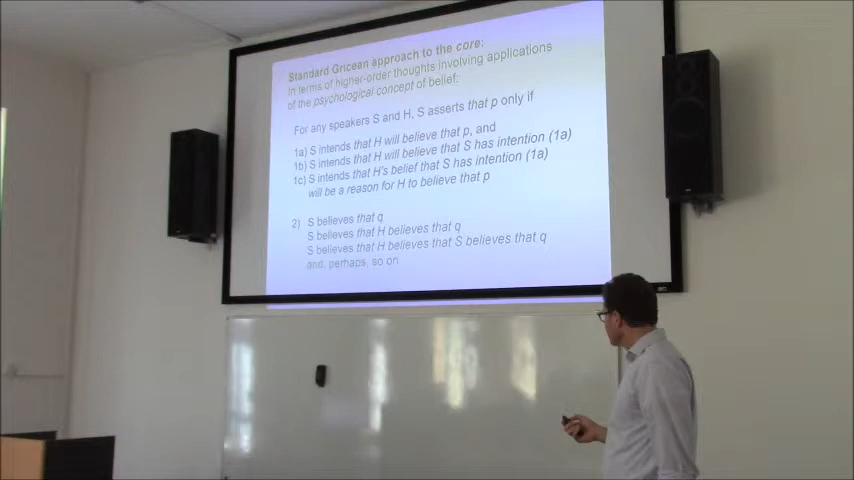 Standard Gricean approach to the core:
In terms of higher-order thoughts involving applications
of the psychological concept of belief:
For any speakers S and H, S asserts that p only if
1a) S intends that H will believe that p, and
1b) S intends that H will believe that S has intention (1a)
1c) S intends that H's belief that S has intention (1a)
will be a reason for H to believe that p
2) S believes that q
S believes that H believes that q
S believes that H believes that S believes that q
and, perhaps, so on